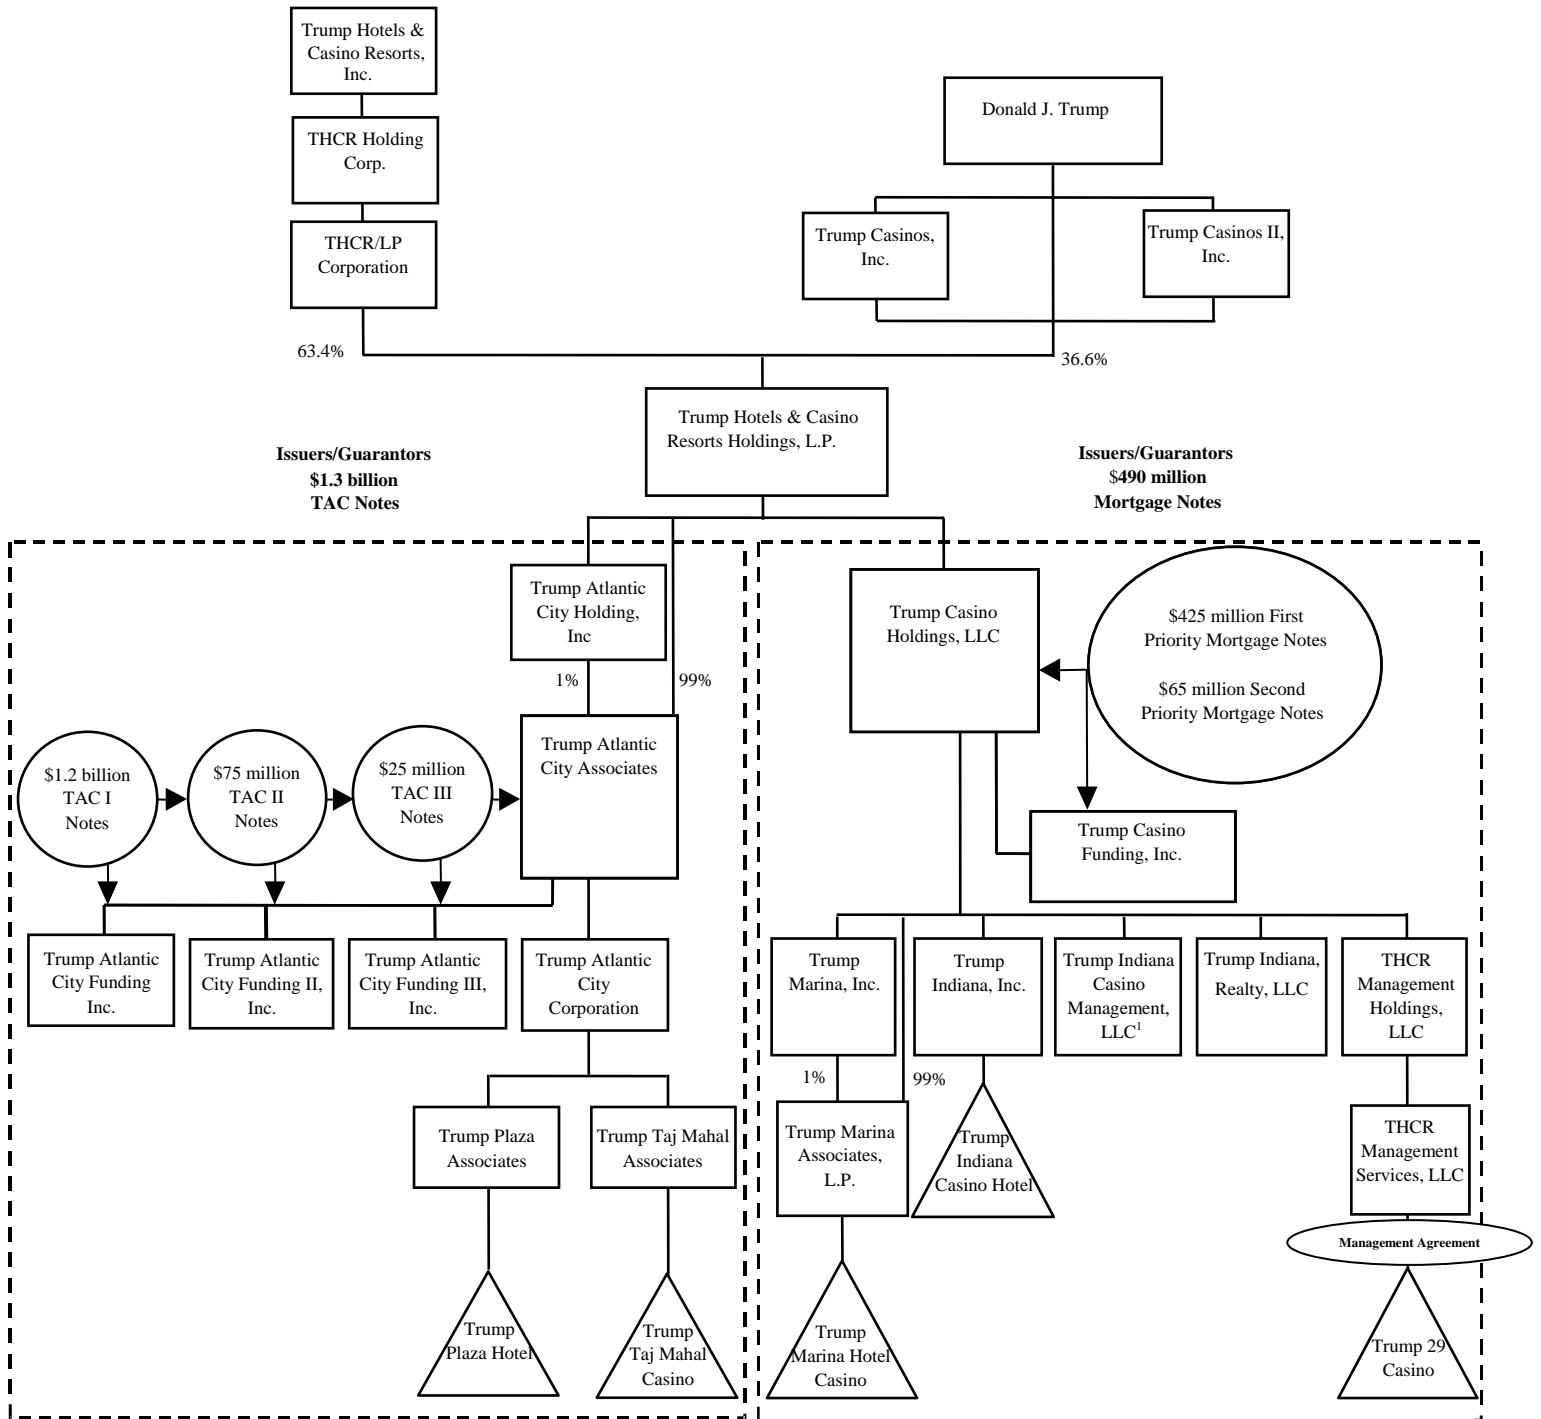 Trump Hotels &
Casino Resorts,
Inc.
THCR Holding
Corp.
THCR/LP
Corporation
Donald J. Trump
Trump Casinos,
Inc.
Trump Casinos II,
Inc.
63.4%
36.6%
Trump Hotels & Casino
Resorts Holdings, L.P.
Issuers/Guarantors
$1.3 billion
TAC Notes
Issuers/Guarantors
$490 million
Mortgage Notes
Trump Atlantic
City Holding,
Inc
1%
99%
Trump Atlantic
City Associates
$1.2 billion
TAC I
Notes
$75 million
TAC II
Notes
$25 million
TAC III
Notes
Trump Atlantic
City Funding
Inc.
Trump Atlantic
City Funding II,
Inc.
Trump Atlantic
City Funding III,
Inc.
Trump Atlantic
City
Corporation
Trump Plaza
Associates
Trump Taj Mahal
Associates
Trump
Plaza Hotel
Trump
Taj Mahal
Casino
Trump Casino
Holdings, LLC
$425 million First
Priority Mortgage Notes
$65 million Second
Priority Mortgage Notes
Trump Casino
Funding, Inc.
Trump
Marina, Inc.
Trump
Indiana, Inc.
Trump Indiana
Casino
Management,
LLC1
Trump Indiana,
Realty, LLC
THCR
Management
Holdings,
LLC
1%
99%
Trump Marina
Associates,
L.P.
Trump
Indiana
Casino Hotel
THCR
Management
Services, LLC
Management Agreement
Trump
Marina Hotel
Casino
Trump 29
Casino